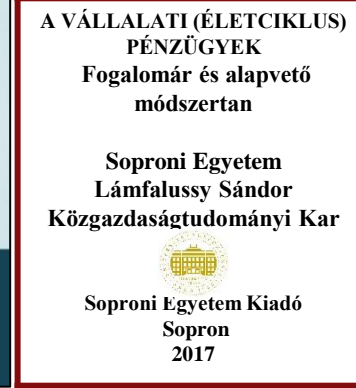 A VÁLLALATI (ÉLETCIKLUS)
PÉNZÜGYEK
Fogalomár és alapvető
módszertan
Soproni Egyetem
Lámfalussy Sándor
Közgazdaságtudományi Kar
Soproni Egyetem Kiadó
Sopron
2017